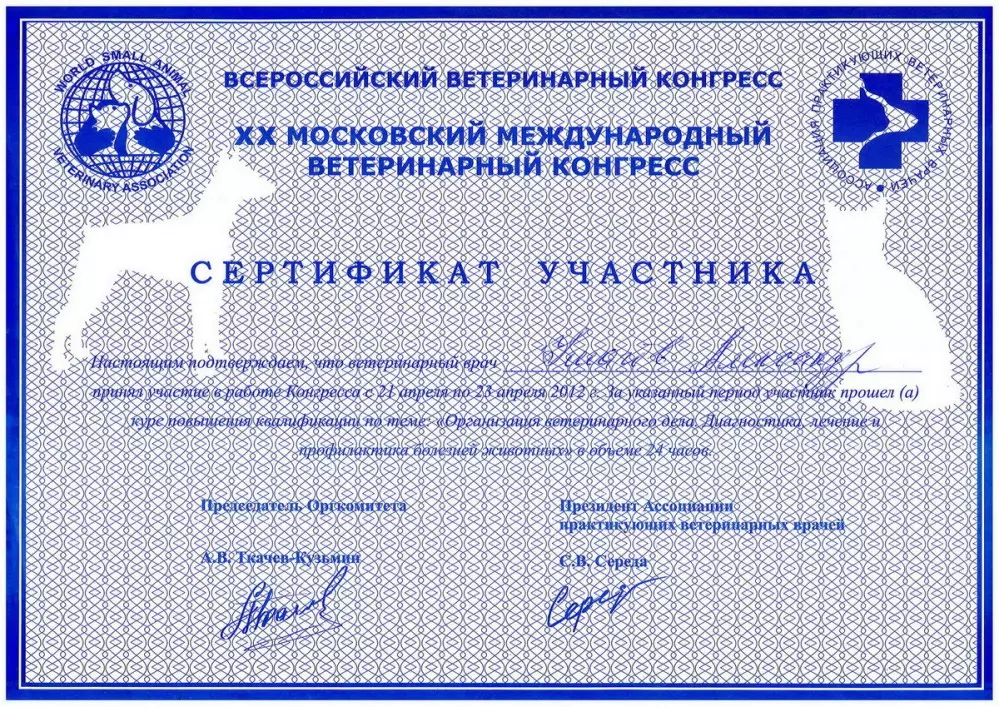 WORLD SMALL ANIMAL
VETERINARY ASSOCIATION
ВСЕРОССИЙСКИЙ ВЕТЕРИНАРНЫЙ КОНГРЕСС
АССОЦИАЦИЯ ПРАКТИКУЮЩИХ ВЕТЕРИНАРНЫХ ВРАЧЕЙ
XX МОСКОВСКИЙ МЕЖДУНАРОДНЫЙ
ВЕТЕРИНАРНЫЙ КОНГРЕСС
СЕРТИФИКАТ УЧАСТНИКА
Настоящим подтверждаем, что ветеринарный врач
принял участие в работе Конгресса с 21 апреля по 23 апреля 2012 г. За указанный период участник прошел (а)
курс повышения квалификации по теме: «Организация ветеринарного дела. Диагностика, лечение и
профилактика болезней животных» в объеме 24 часов.
Председатель Оргкомитета
Президент Ассоциации
практикующих ветеринарных врачей
А.В. Ткачев-Кузьмин
С.В. Середа